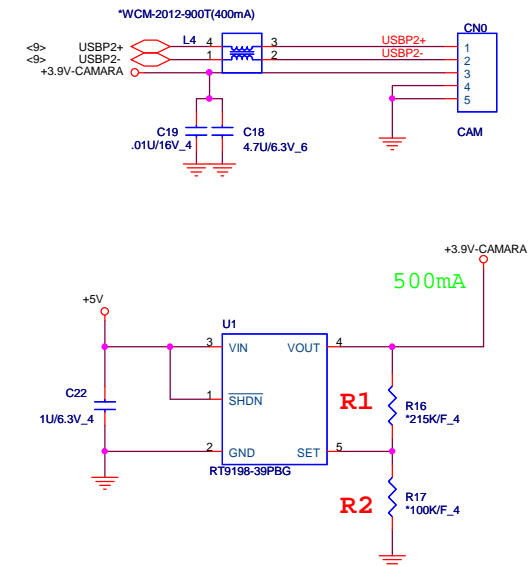 *WCM-2012-900T(400mA)
CN0
<9> USBP2+ L4 4 3 USBP2+ 1
<9> USBP2- 1 2 USBP2- 2
+3.9V-CAMARA 3
4
5
C19 C18 CAM
.01U/16V_4 4.7U/6.3V_6
+3.9V-CAMARA
500mA
+5V
U1
3 VIN VOUT 4
C22 1 SHDN R1 R16
1U/6.3V_4 *215K/F_4
2 GND SET 5
RT9198-39PBG
R2 R17
*100K/F_4